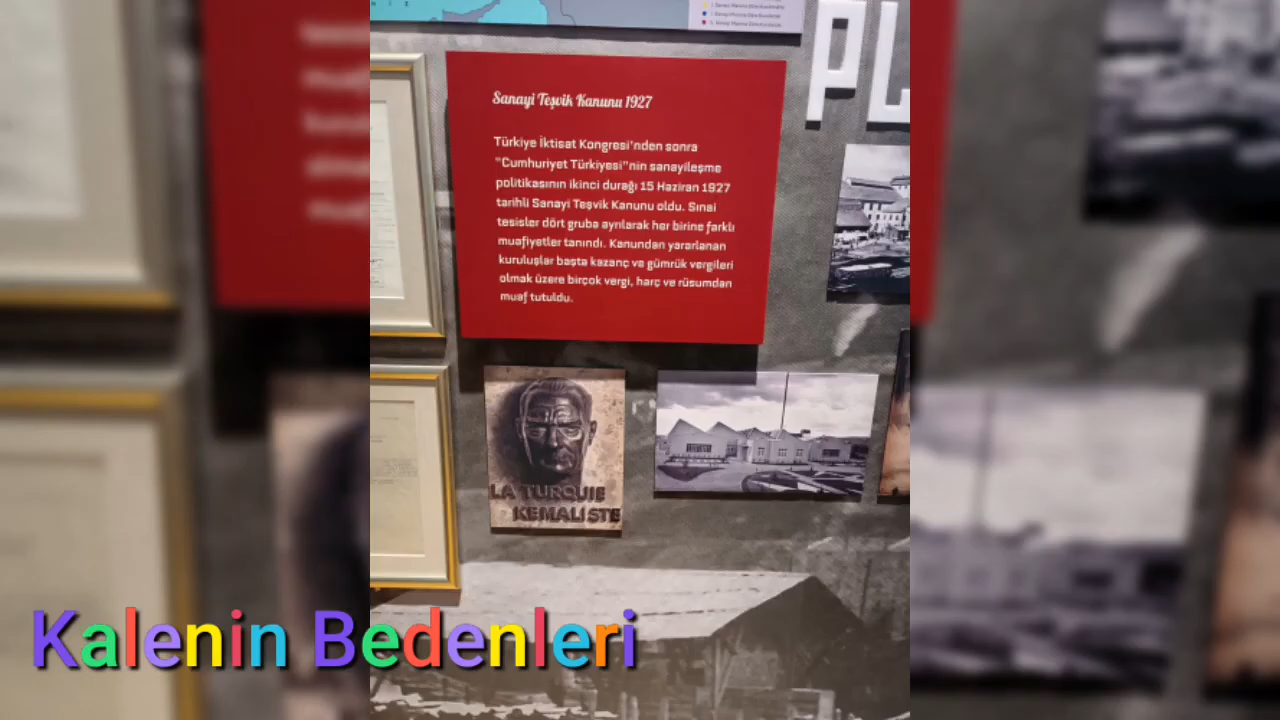 PL
Sanayi Teşvik Kanunu 1927
Türkiye İktisat Kongresi'nden sonra
"Cumhuriyet Türkiyesi"nin sanayileşme
politikasının ikinci durağı 15 Haziran 1927
tarihli Sanayi Teşvik Kanunu oldu. Sınai
tesisler dört gruba ayrılarak her birine farklı
muafiyetler tanındı. Kanundan yararlanan
kuruluşlar başta kazanç ve gümrük vergileri
olmak üzere birçok vergi, harç ve rüsumdan
muaf tutuldu.
LA TURQUIE
KEMALISTE
Kalenin Bedenleri